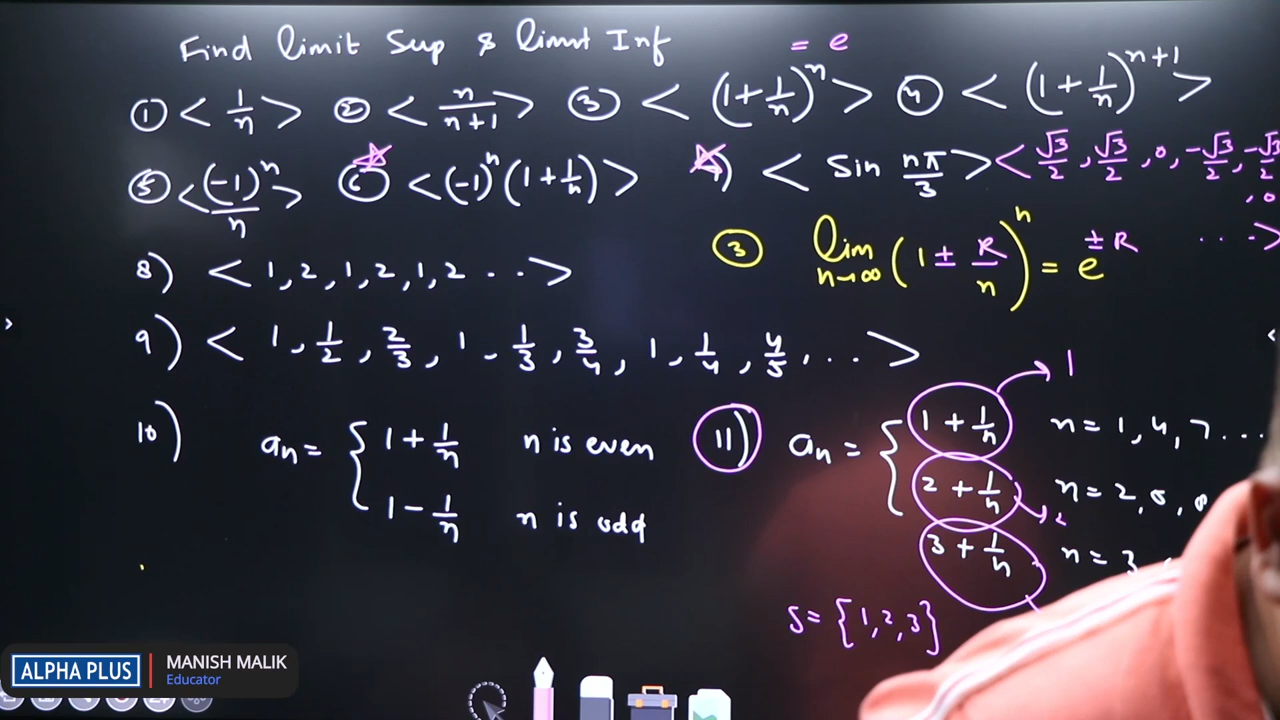 Find limit Sup & limit Inf
= e
① < 1/n > ② < n/(n+1) > ③ < (1 + 1/n)^n > ④ < (1 + 1/n)^(n+1) >
⑤ < (-1)^n/n > ⑥ < (-1)^n (1 + 1/n) > 7) < Sin nπ/3 > < √3/2 , √3/2 , 0 , -√3/2 , -√3/2
, 0
③ lim n→∞ (1 ± R/n)^n = e^(±R) ... >
8) < 1, 2, 1, 2, 1, 2 ... >
9) < 1, 1/2, 2/3, 1, 1/3, 3/4, 1, 1/4, 4/5, ... >
10) an = { 1 + 1/n n is even
1 - 1/n n is odd
11) an = { 1 + 1/n n = 1, 4, 7 ... → 1
2 + 1/n n = 2, → 2
3 + 1/n n = 3
S = {1, 2, 3}
ALPHA PLUS
MANISH MALIK
Educator